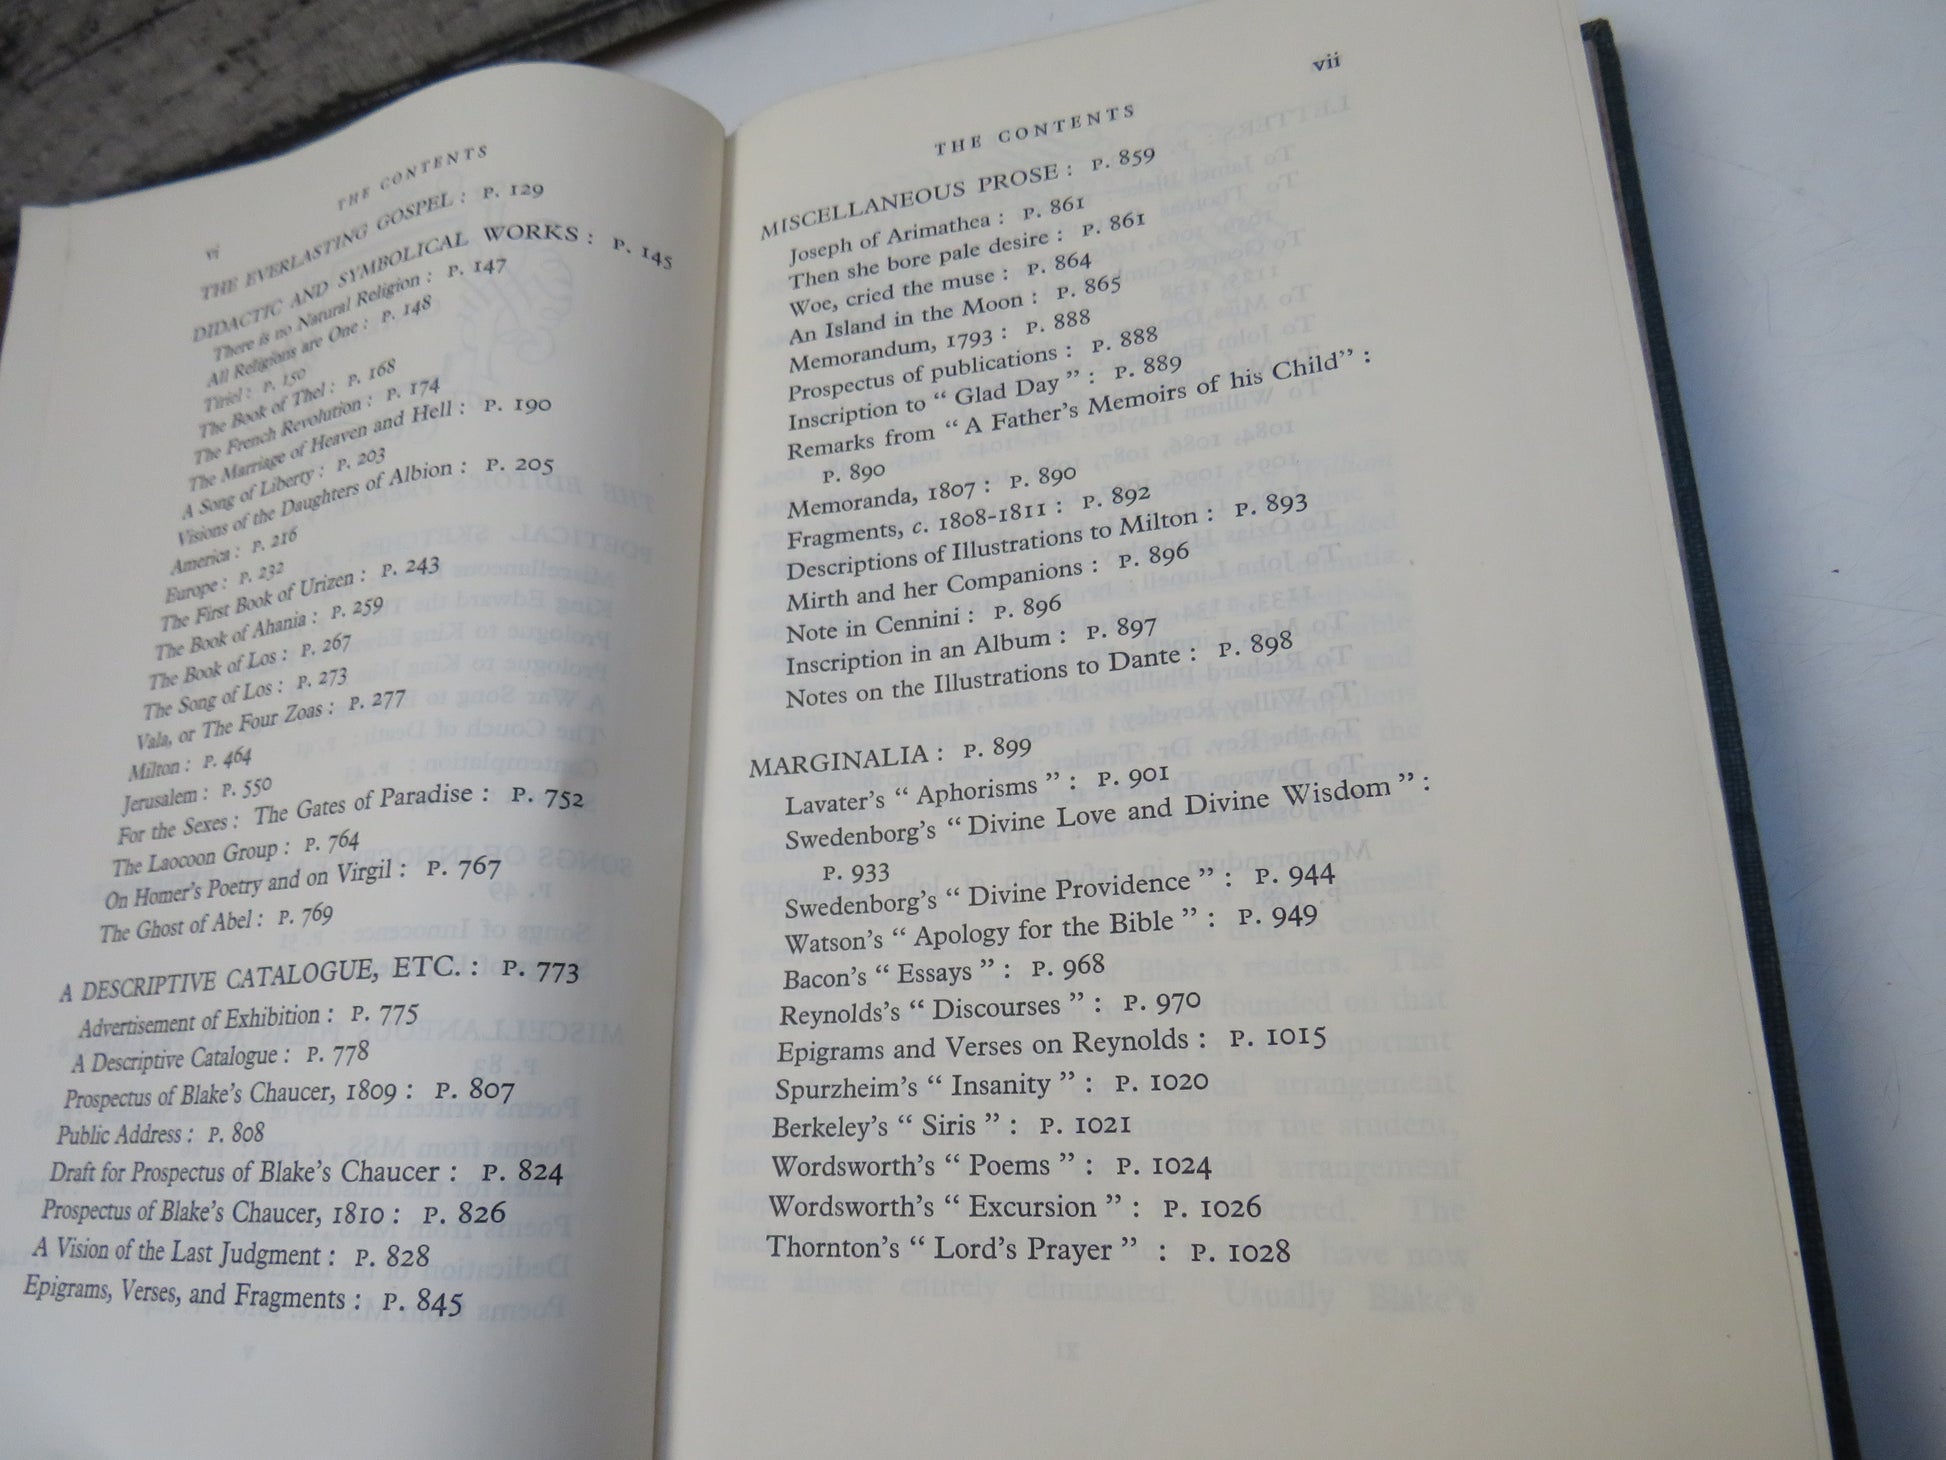 vi
THE CONTENTS
THE EVERLASTING GOSPEL : P. 129
DIDACTIC AND SYMBOLICAL WORKS : P. 145
There is no Natural Religion : P. 147
All Religions are One : P. 148
Tiriel : P. 150
The Book of Thel : P. 168
The French Revolution : P. 174
The Marriage of Heaven and Hell : P. 190
A Song of Liberty : P. 203
Visions of the Daughters of Albion : P. 205
America : P. 216
Europe : P. 232
The First Book of Urizen : P. 243
The Book of Ahania : P. 259
The Book of Los : P. 267
The Song of Los : P. 273
Vala, or The Four Zoas : P. 277
Milton : P. 464
Jerusalem : P. 550
For the Sexes : The Gates of Paradise : P. 752
The Laocoon Group : P. 764
On Homer's Poetry and on Virgil : P. 767
The Ghost of Abel : P. 769
A DESCRIPTIVE CATALOGUE, ETC. : P. 773
Advertisement of Exhibition : P. 775
A Descriptive Catalogue : P. 778
Prospectus of Blake's Chaucer, 1809 : P. 807
Public Address : P. 808
Draft for Prospectus of Blake's Chaucer : P. 824
Prospectus of Blake's Chaucer, 1810 : P. 826
A Vision of the Last Judgment : P. 828
Epigrams, Verses, and Fragments : P. 845
vii
THE CONTENTS
MISCELLANEOUS PROSE : P. 859
Joseph of Arimathea : P. 861
Then she bore pale desire : P. 861
Woe, cried the muse : P. 864
An Island in the Moon : P. 865
Memorandum, 1793 : P. 888
Prospectus of publications : P. 888
Inscription to “ Glad Day ” : P. 889
Remarks from “ A Father's Memoirs of his Child” :
P. 890
Memoranda, 1807 : P. 890
Fragments, c. 1808-1811 : P. 892
Descriptions of Illustrations to Milton : P. 893
Mirth and her Companions : P. 896
Note in Cennini : P. 896
Inscription in an Album : P. 897
Notes on the Illustrations to Dante : P. 898
MARGINALIA : P. 899
Lavater's “ Aphorisms ” : P. 901
Swedenborg's “ Divine Love and Divine Wisdom ” :
P. 933
Swedenborg's “ Divine Providence ” : P. 944
Watson's “ Apology for the Bible ” : P. 949
Bacon's “ Essays ” : P. 968
Reynolds's “ Discourses ” : P. 970
Epigrams and Verses on Reynolds : P. 1015
Spurzheim's “ Insanity ” : P. 1020
Berkeley's “ Siris ” : P. 1021
Wordsworth's “ Poems ” : P. 1024
Wordsworth's “ Excursion ” : P. 1026
Thornton's “ Lord's Prayer ” : P. 1028